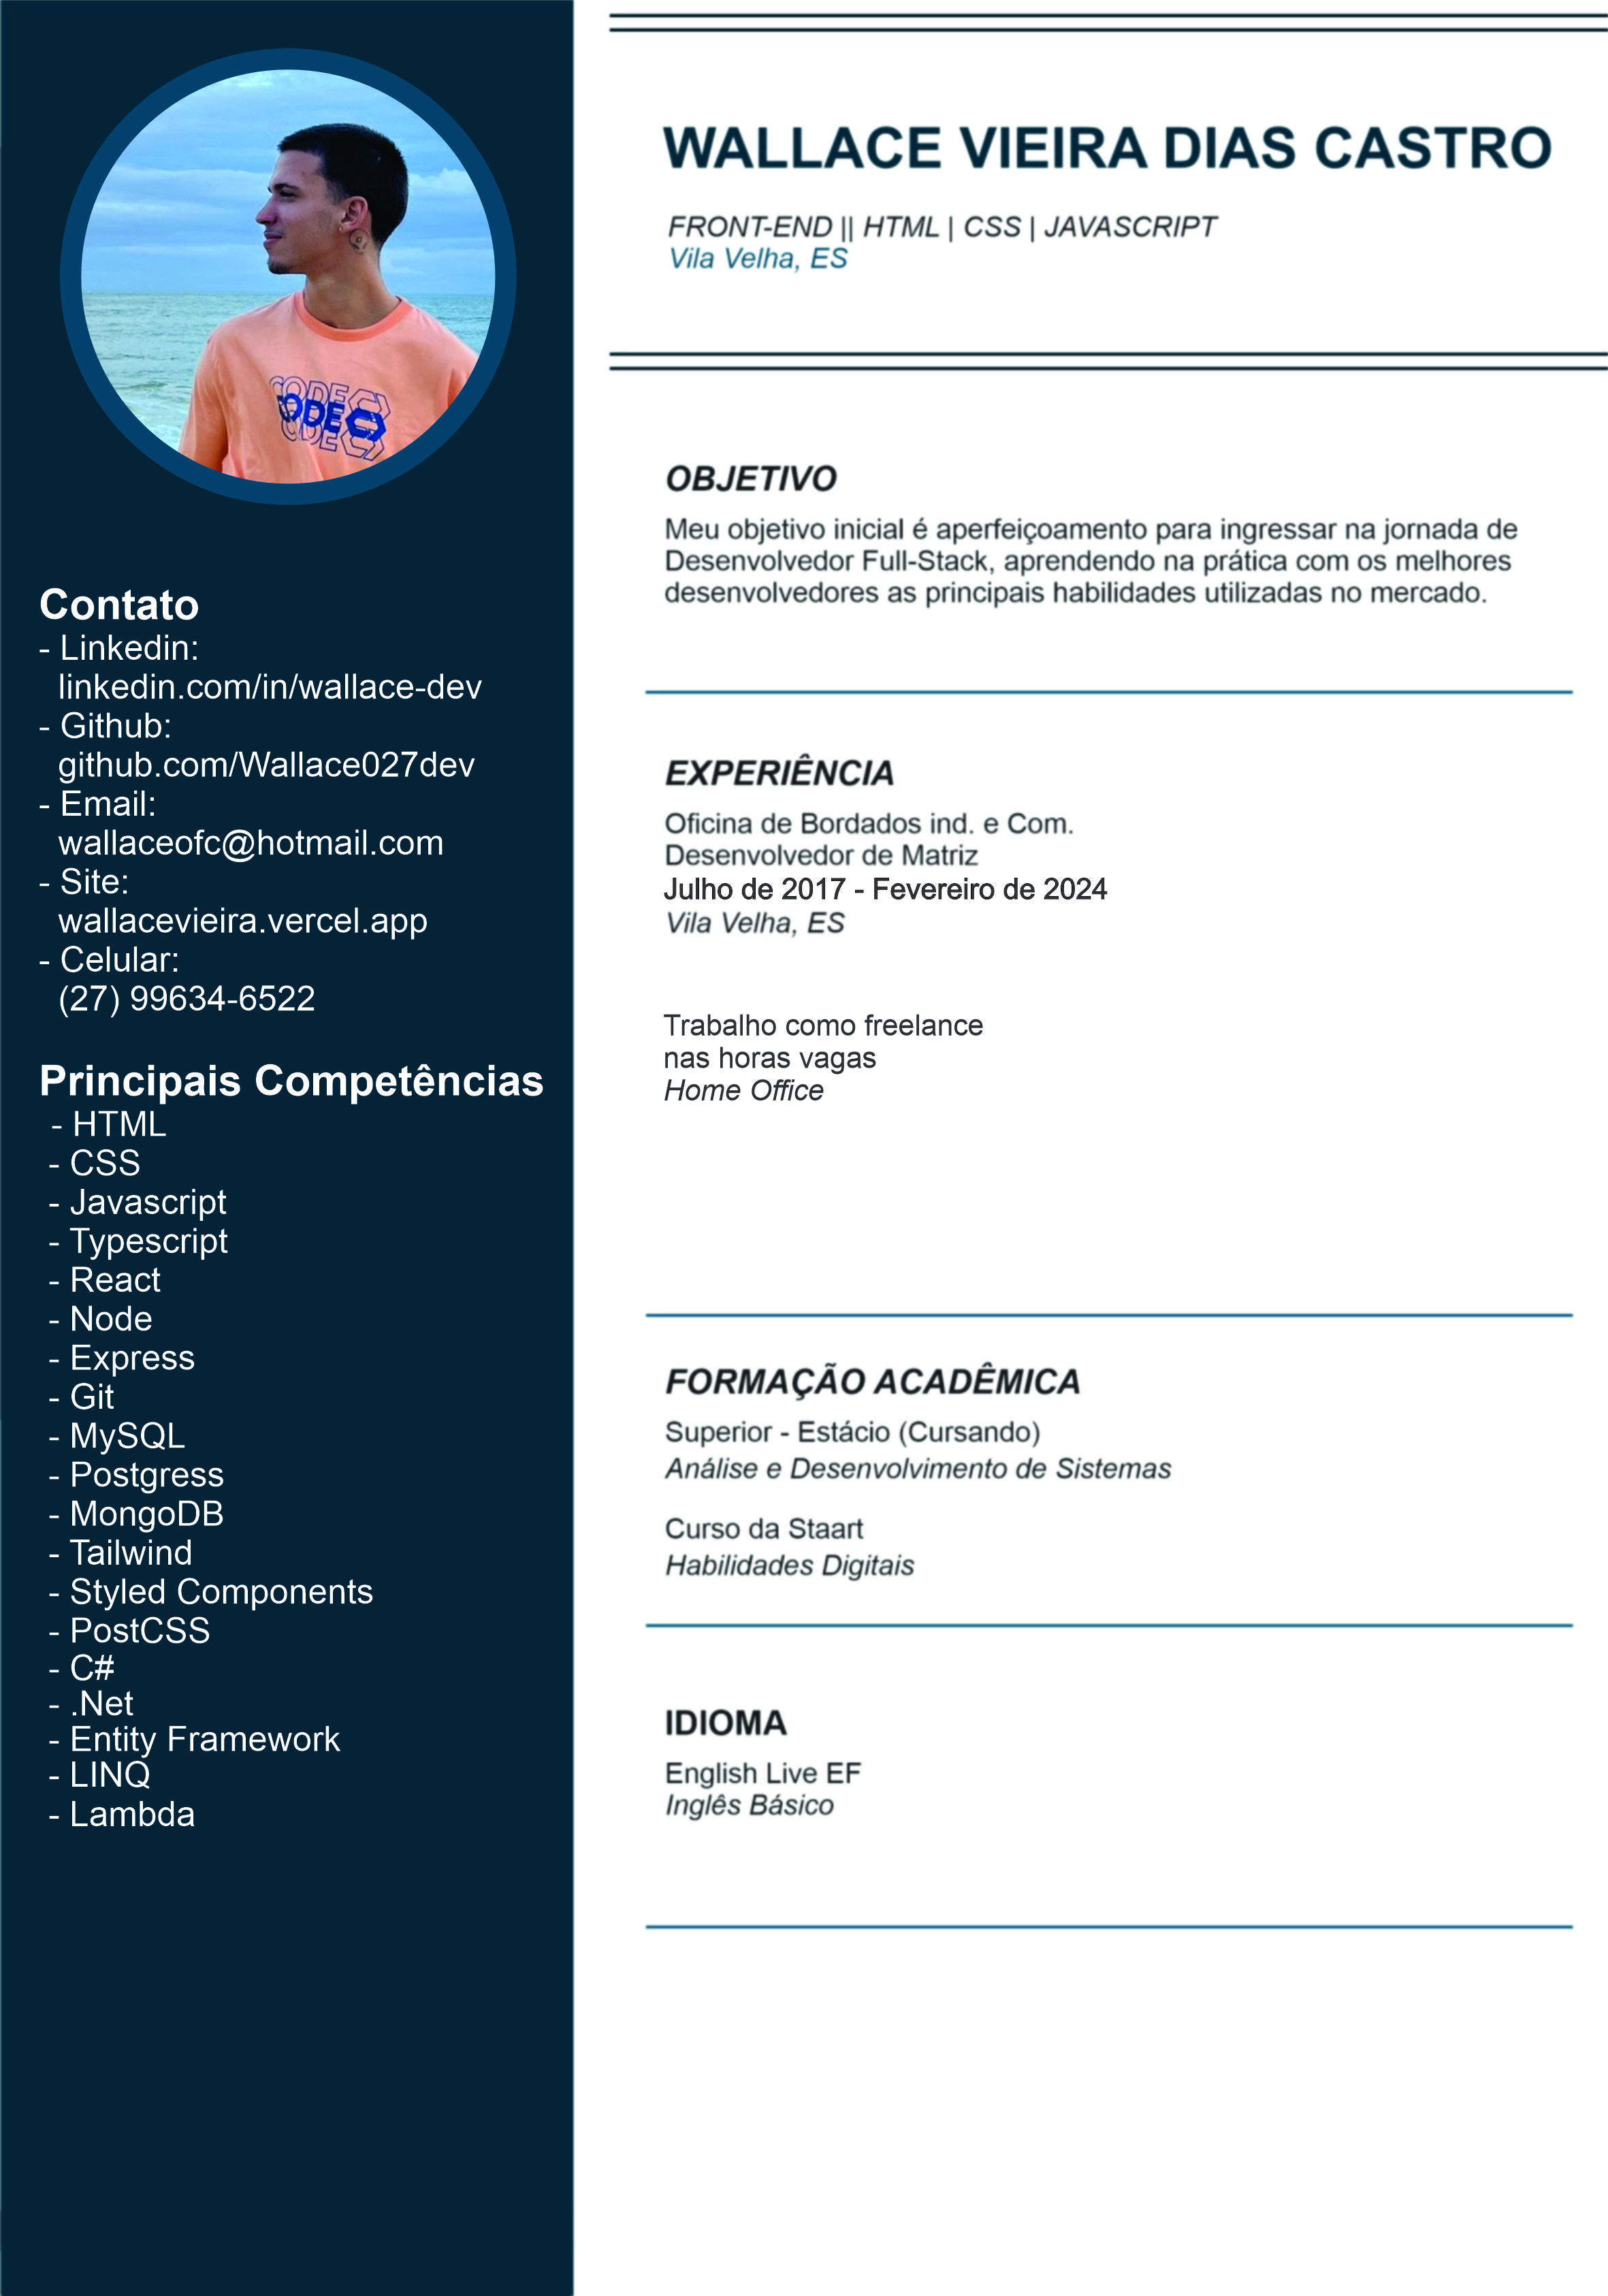 CODE
CODE
CODE
Contato
- Linkedin:
linkedin.com/in/wallace-dev
- Github:
github.com/Wallace027dev
- Email:
wallaceofc@hotmail.com
- Site:
wallacevieira.vercel.app
- Celular:
(27) 99634-6522
Principais Competências
- HTML
- CSS
- Javascript
- Typescript
- React
- Node
- Express
- Git
- MySQL
- Postgress
- MongoDB
- Tailwind
- Styled Components
- PostCSS
- C#
- .Net
- Entity Framework
- LINQ
- Lambda
WALLACE VIEIRA DIAS CASTRO
FRONT-END || HTML | CSS | JAVASCRIPT
Vila Velha, ES
OBJETIVO
Meu objetivo inicial é aperfeiçoamento para ingressar na jornada de
Desenvolvedor Full-Stack, aprendendo na prática com os melhores
desenvolvedores as principais habilidades utilizadas no mercado.
EXPERIÊNCIA
Oficina de Bordados ind. e Com.
Desenvolvedor de Matriz
Julho de 2017 - Fevereiro de 2024
Vila Velha, ES
Trabalho como freelance
nas horas vagas
Home Office
FORMAÇÃO ACADÊMICA
Superior - Estácio (Cursando)
Análise e Desenvolvimento de Sistemas
Curso da Staart
Habilidades Digitais
IDIOMA
English Live EF
Inglês Básico